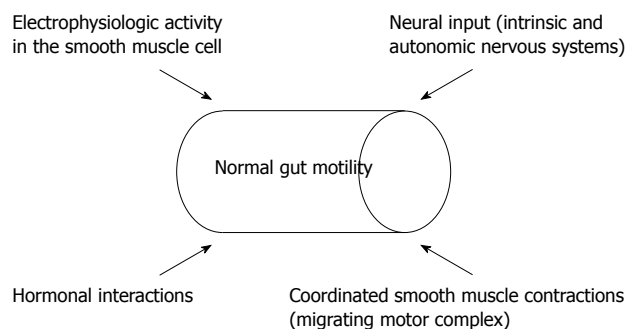 Electrophysiologic activity
in the smooth muscle cell
Neural input (intrinsic and
autonomic nervous systems)
Normal gut motility
Hormonal interactions
Coordinated smooth muscle contractions
(migrating motor complex)